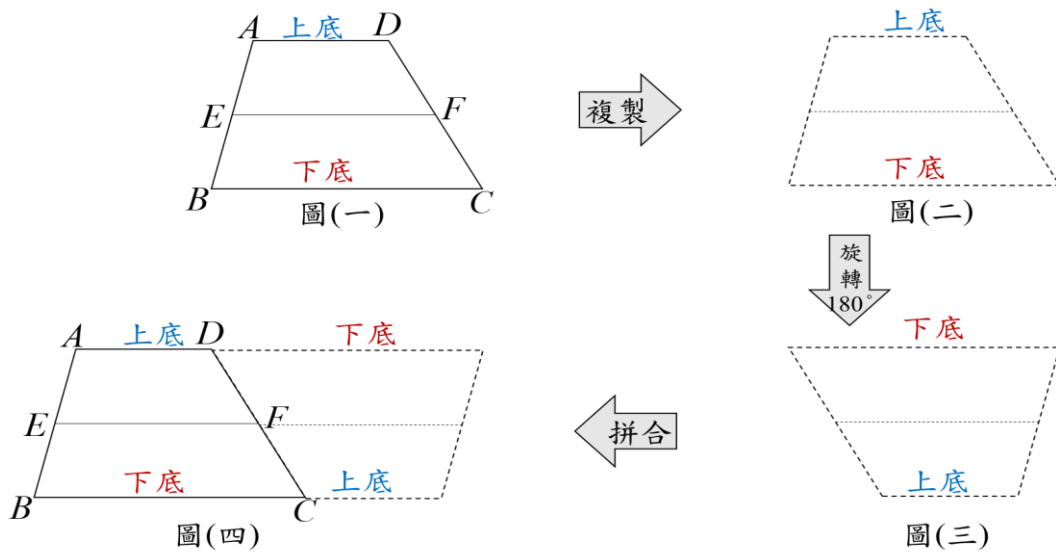 A 上底 D
E F
下底
B C
圖(一)
複製
上底
下底
圖(二)
旋
轉
180°
下底
上底
圖(三)
拼合
A 上底 D 下底
E F
B 下底 C 上底
圖(四)